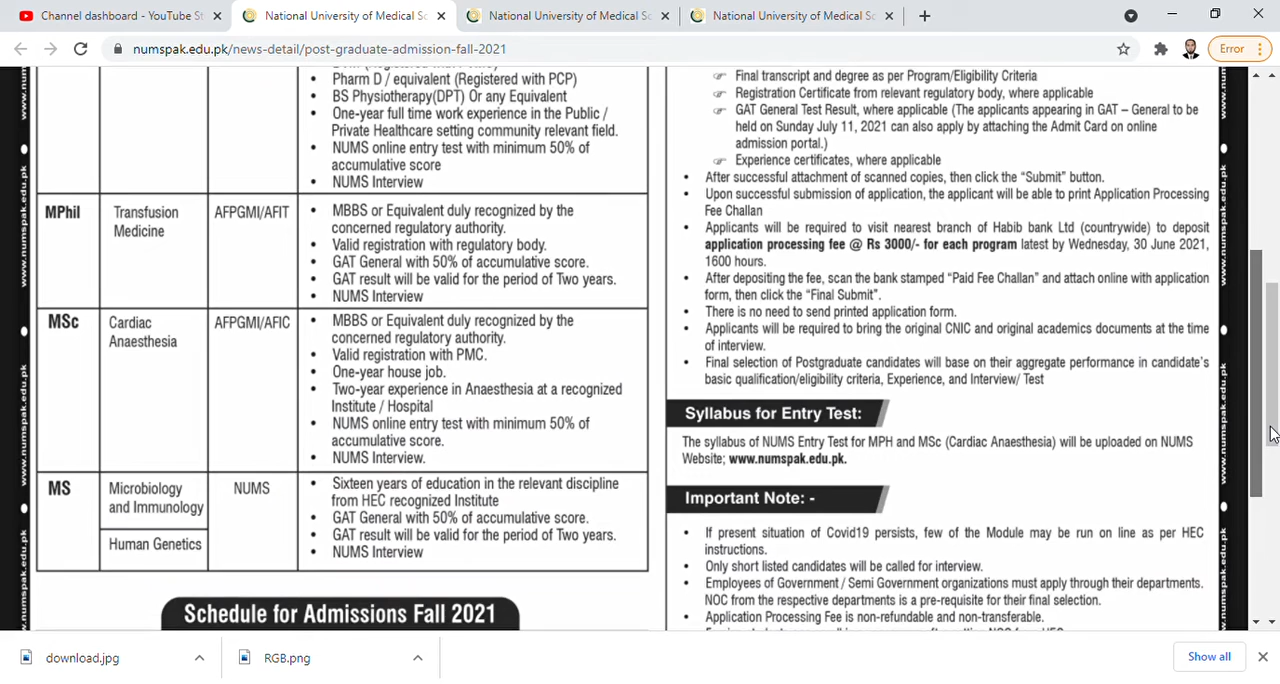 Channel dashboard - YouTube St
National University of Medical Sc
National University of Medical Sc
National University of Medical Sc
numspak.edu.pk/news-detail/post-graduate-admission-fall-2021
Error
• Pharm D / equivalent (Registered with PCP)
• BS Physiotherapy(DPT) Or any Equivalent
• One-year full time work experience in the Public /
Private Healthcare setting community relevant field.
• NUMS online entry test with minimum 50% of
accumulative score
• NUMS Interview
MPhil
Transfusion
Medicine
AFPGMI/AFIT
• MBBS or Equivalent duly recognized by the
concerned regulatory authority.
• Valid registration with regulatory body.
• GAT General with 50% of accumulative score.
• GAT result will be valid for the period of Two years.
• NUMS Interview
MSc
Cardiac
Anaesthesia
AFPGMI/AFIC
• MBBS or Equivalent duly recognized by the
concerned regulatory authority.
• Valid registration with PMC.
• One-year house job.
• Two-year experience in Anaesthesia at a recognized
Institute / Hospital
• NUMS online entry test with minimum 50% of
accumulative score.
• NUMS Interview.
MS
Microbiology
and Immunology
Human Genetics
NUMS
• Sixteen years of education in the relevant discipline
from HEC recognized Institute
• GAT General with 50% of accumulative score.
• GAT result will be valid for the period of Two years.
• NUMS Interview
Schedule for Admissions Fall 2021
Final transcript and degree as per Program/Eligibility Criteria
Registration Certificate from relevant regulatory body, where applicable
GAT General Test Result, where applicable (The applicants appearing in GAT – General to be
held on Sunday July 11, 2021 can also apply by attaching the Admit Card on online
admission portal.)
Experience certificates, where applicable
• After successful attachment of scanned copies, then click the “Submit” button.
• Upon successful submission of application, the applicant will be able to print Application Processing
Fee Challan
• Applicants will be required to visit nearest branch of Habib bank Ltd (countrywide) to deposit
application processing fee @ Rs 3000/- for each program latest by Wednesday, 30 June 2021,
1600 hours.
• After depositing the fee, scan the bank stamped “Paid Fee Challan” and attach online with application
form, then click the “Final Submit”.
• There is no need to send printed application form.
• Applicants will be required to bring the original CNIC and original academics documents at the time
of interview.
• Final selection of Postgraduate candidates will base on their aggregate performance in candidate's
basic qualification/eligibility criteria, Experience, and Interview/ Test
Syllabus for Entry Test:
The syllabus of NUMS Entry Test for MPH and MSc (Cardiac Anaesthesia) will be uploaded on NUMS
Website; www.numspak.edu.pk.
Important Note: -
• If present situation of Covid19 persists, few of the Module may be run on line as per HEC
instructions.
• Only short listed candidates will be called for interview.
• Employees of Government / Semi Government organizations must apply through their departments.
NOC from the respective departments is a pre-requisite for their final selection.
• Application Processing Fee is non-refundable and non-transferable.
www.numspak.edu.pk
www.numspak.edu.pk
download.jpg
RGB.png
Show all